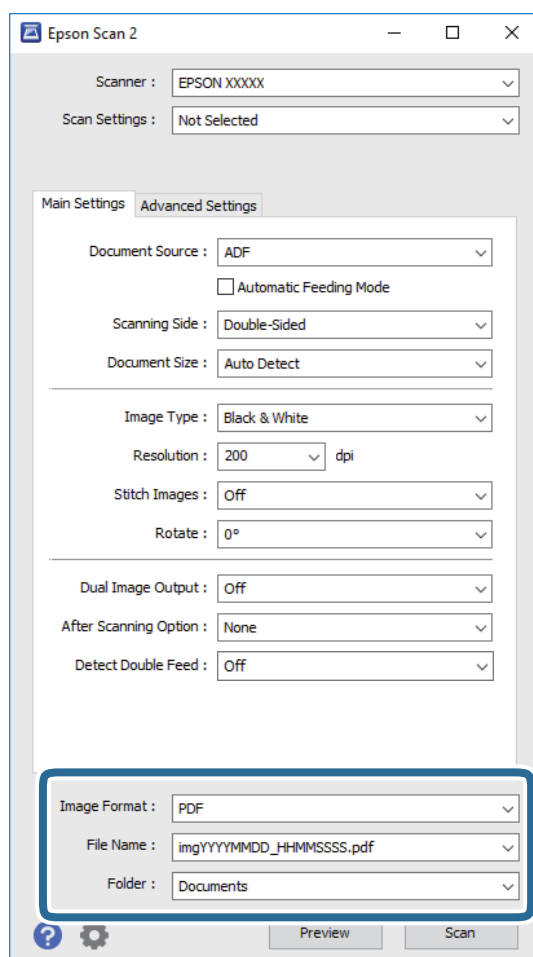 Epson Scan 2
Scanner : EPSON XXXXX
Scan Settings : Not Selected
Main Settings Advanced Settings
Document Source : ADF
Automatic Feeding Mode
Scanning Side : Double-Sided
Document Size : Auto Detect
Image Type : Black & White
Resolution : 200 dpi
Stitch Images : Off
Rotate : 0°
Dual Image Output : Off
After Scanning Option : None
Detect Double Feed : Off
Image Format : PDF
File Name : imgYYYYMMDD_HHMMSSSS.pdf
Folder : Documents
? Preview Scan